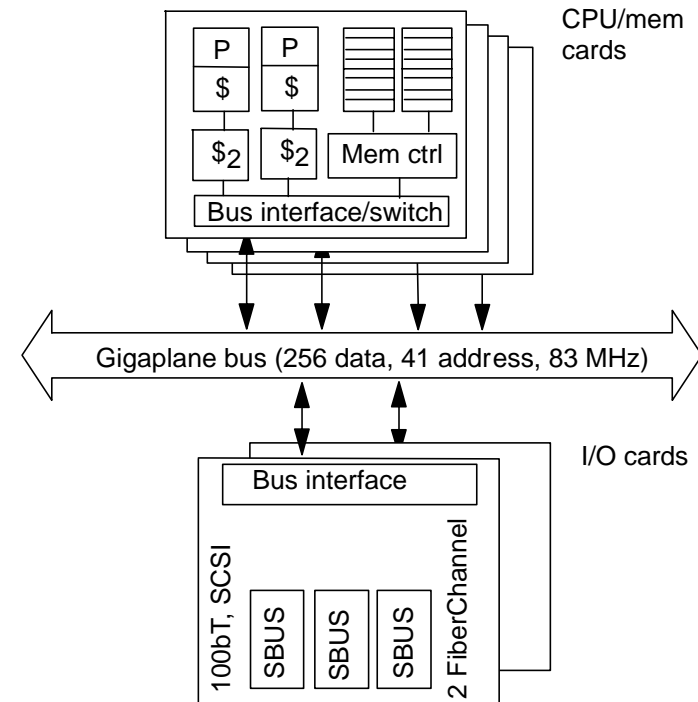 CPU/mem
cards
P
P
$
$
$2
$2
Mem ctrl
Bus interface/switch
Gigaplane bus (256 data, 41 address, 83 MHz)
I/O cards
Bus interface
100bT, SCSI
SBUS
SBUS
SBUS
2 FiberChannel